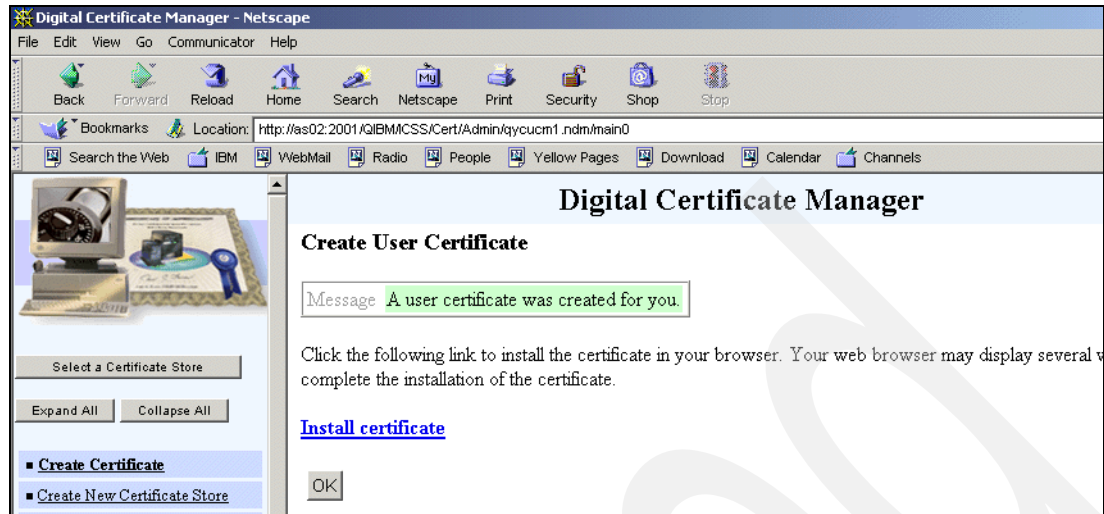 Digital Certificate Manager - Netscape
File Edit View Go Communicator Help
My
Back Forward Reload Home Search Netscape Print Security Shop Stop
Bookmarks Location: http://as02:2001/QIBM/ICSS/Cert/Admin/qycucm1.ndm/main0
Search the Web IBM WebMail Radio People Yellow Pages Download Calendar Channels
Digital Certificate Manager
Create User Certificate
Message A user certificate was created for you.
Click the following link to install the certificate in your browser. Your web browser may display several
complete the installation of the certificate.
Install certificate
OK
Select a Certificate Store
Expand All Collapse All
Create Certificate
Create New Certificate Store